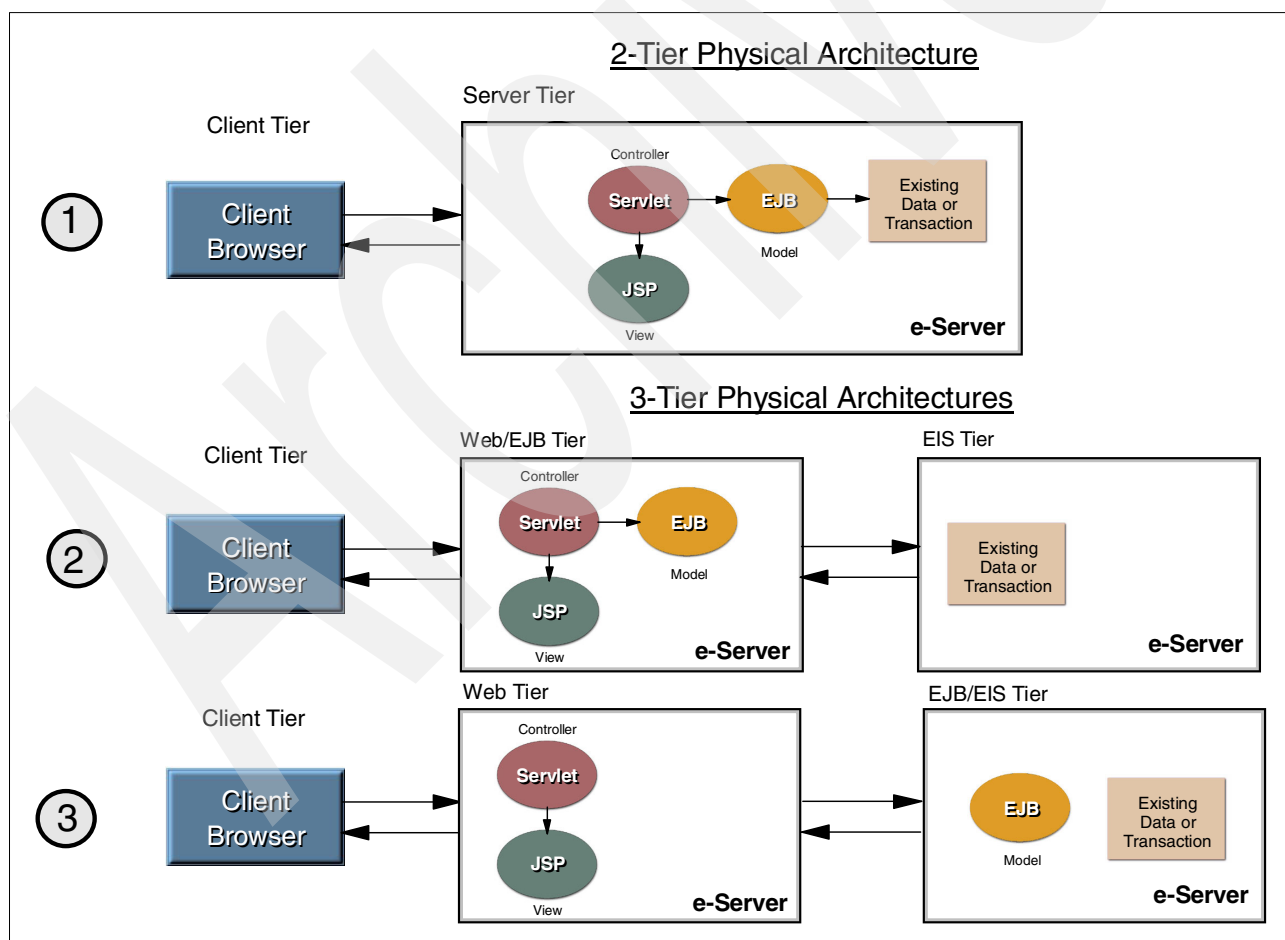 2-Tier Physical Architecture
Server Tier
Client Tier
1
Client
Browser
Controller
Servlet
EJB
Model
Existing
Data or
Transaction
JSP
View
e-Server
3-Tier Physical Architectures
Web/EJB Tier
EIS Tier
Client Tier
2
Client
Browser
Controller
Servlet
EJB
Model
JSP
View
e-Server
Existing
Data or
Transaction
e-Server
Web Tier
EJB/EIS Tier
Client Tier
3
Client
Browser
Controller
Servlet
JSP
View
e-Server
EJB
Model
Existing
Data or
Transaction
e-Server